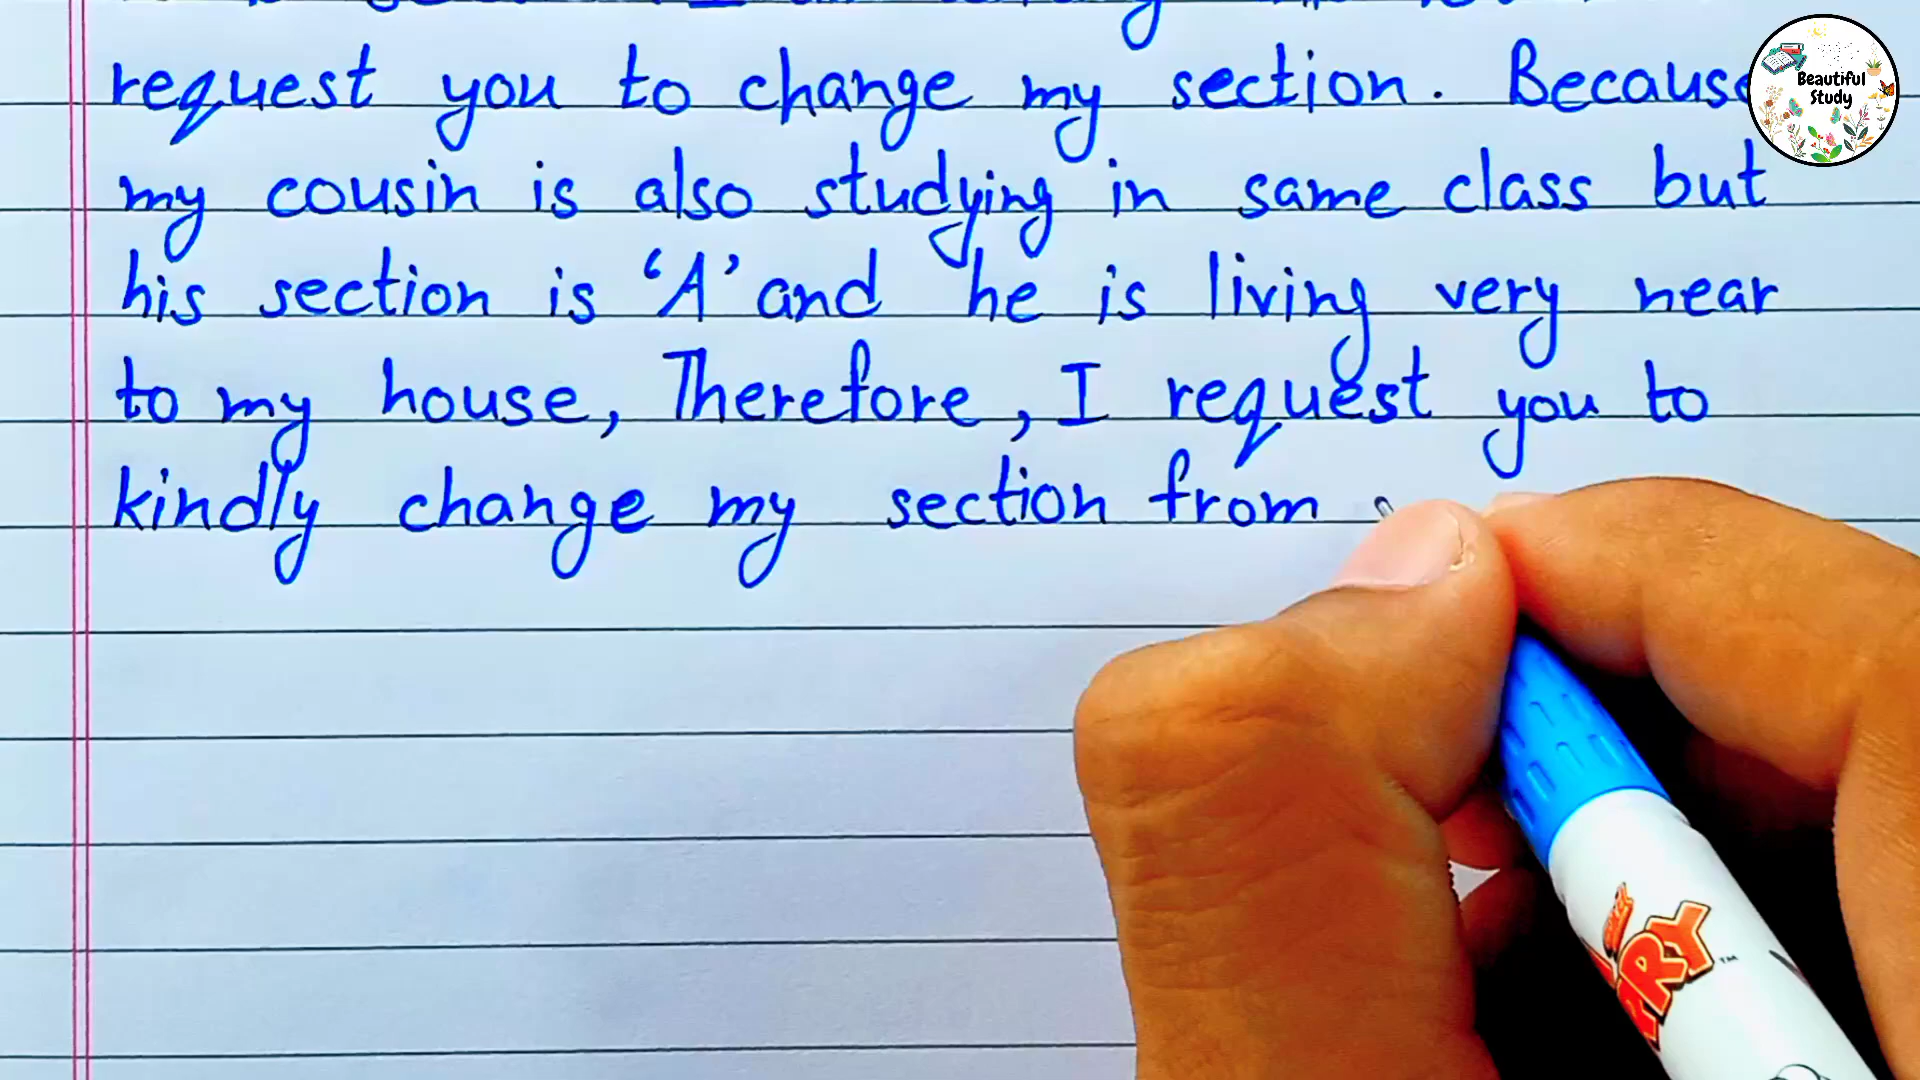 request you to change my section. Because
my cousin is also studying in same class but
his section is 'A' and he is living very near
to my house, Therefore, I request you to
kindly change my section from
Beautiful
Study
RRY
TM